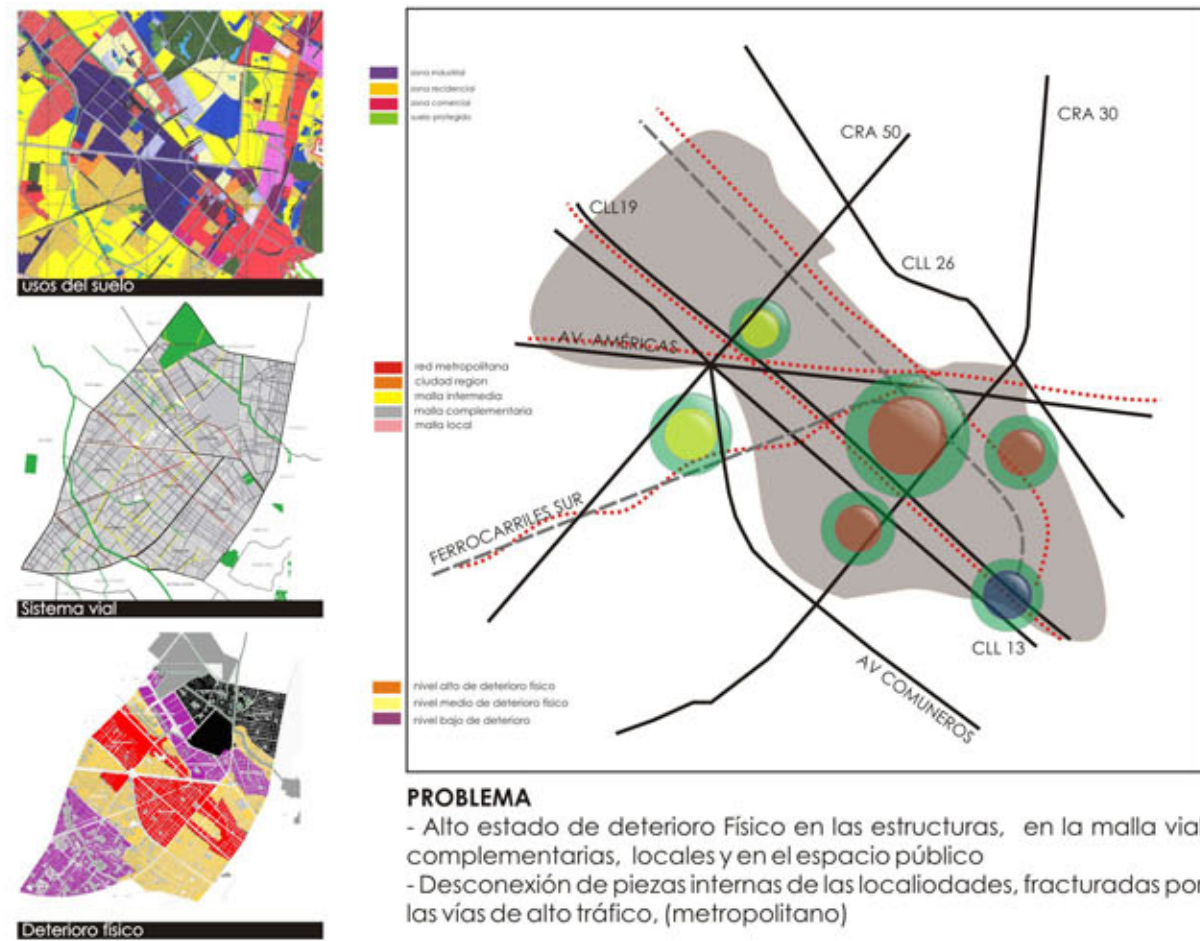 zona industrial
zona recidencial
zona comercial
suelo protegido
usos del suelo
red metropolitana
ciudad region
malla intermedia
malla complementaria
malla local
Sistema vial
nivel alto de deterioro físico
nivel medio de deterioro físico
nivel bajo de deterioro
Deterioro físico
CRA 50
CRA 30
CLL19
CLL 26
AV. AMÉRICAS
FERROCARRILES SUR
CLL 13
AV COMUNEROS
PROBLEMA
- Alto estado de deterioro Físico en las estructuras, en la malla vial
complementarias, locales y en el espacio público
- Desconexión de piezas internas de las localiodades, fracturadas por
las vías de alto tráfico, (metropolitano)